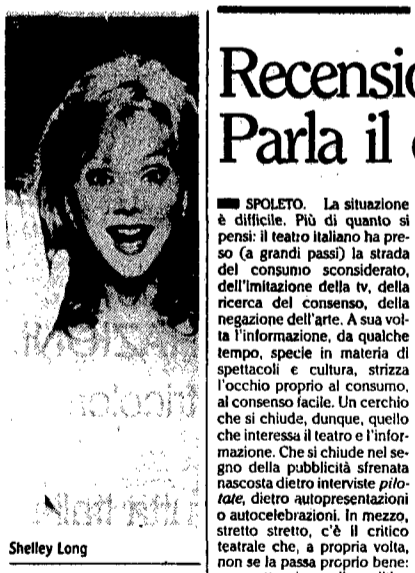 Shelley Long
Recensio
Parla il
SPOLETO. La situazione
è difficile. Più di quanto si
pensi: il teatro italiano ha pre-
so (a grandi passi) la strada
del consumo sconsiderato,
dell'imitazione della tv, della
ricerca del consenso, della
negazione dell'arte. A sua vol-
ta l'informazione, da qualche
tempo, specie in materia di
spettacoli e cultura, strizza
l'occhio proprio al consumo,
al consenso facile. Un cerchio
che si chiude, dunque, quello
che interessa il teatro e l'infor-
mazione. Che si chiude nel se-
gno della pubblicità sfrenata
nascosta dietro interviste pilo-
tate, dietro autopresentazioni
o autocelebrazioni. In mezzo,
stretto stretto, c'è il critico
teatrale che, a propria volta,
non se la passa proprio bene: